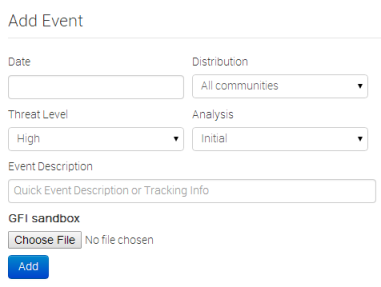 Add Event
Date Distribution
All communities
Threat Level Analysis
High Initial
Event Description
Quick Event Description or Tracking Info
GFI sandbox
Choose File No file chosen
Add